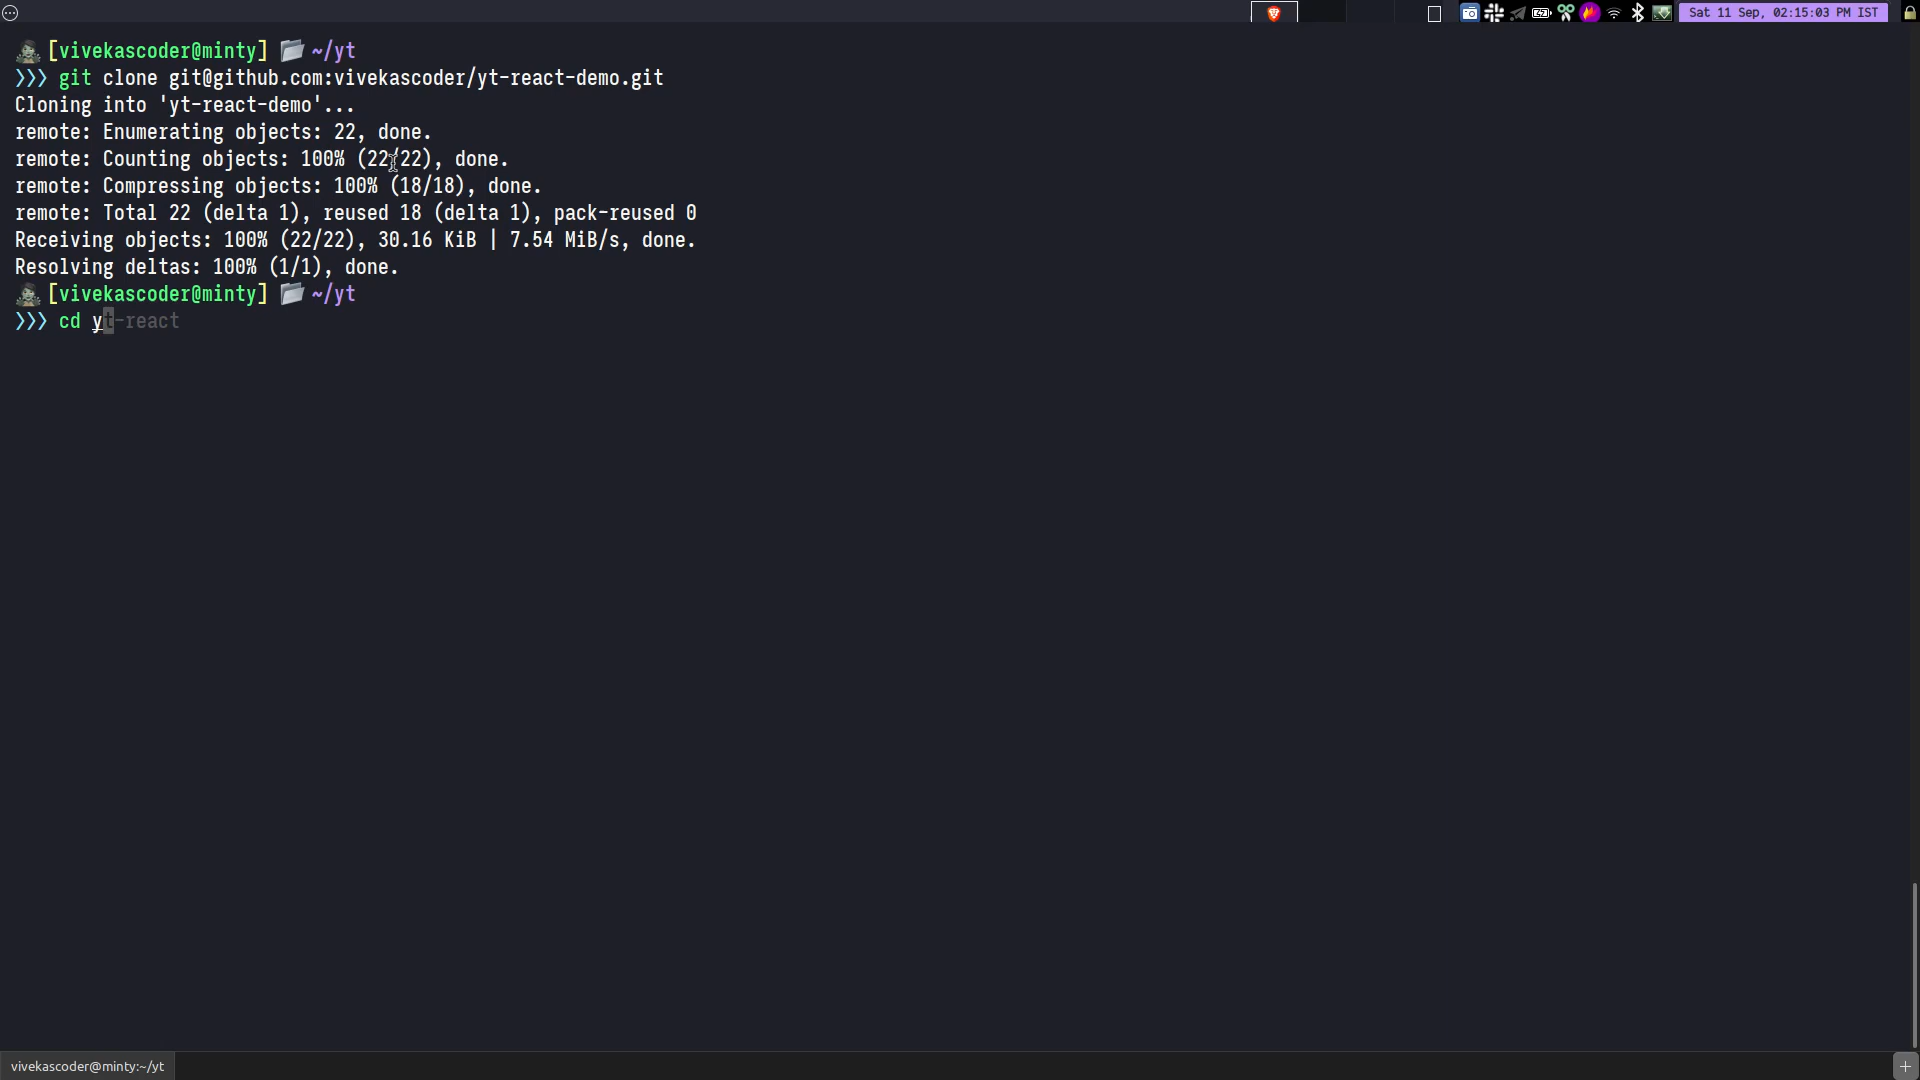 Sat 11 Sep, 02:15:03 PM IST
[vivekascoder@minty] ~/yt
>>> git clone git@github.com:vivekascoder/yt-react-demo.git
Cloning into 'yt-react-demo'...
remote: Enumerating objects: 22, done.
remote: Counting objects: 100% (22/22), done.
remote: Compressing objects: 100% (18/18), done.
remote: Total 22 (delta 1), reused 18 (delta 1), pack-reused 0
Receiving objects: 100% (22/22), 30.16 KiB | 7.54 MiB/s, done.
Resolving deltas: 100% (1/1), done.
[vivekascoder@minty] ~/yt
>>> cd yt-react
vivekascoder@minty:~/yt